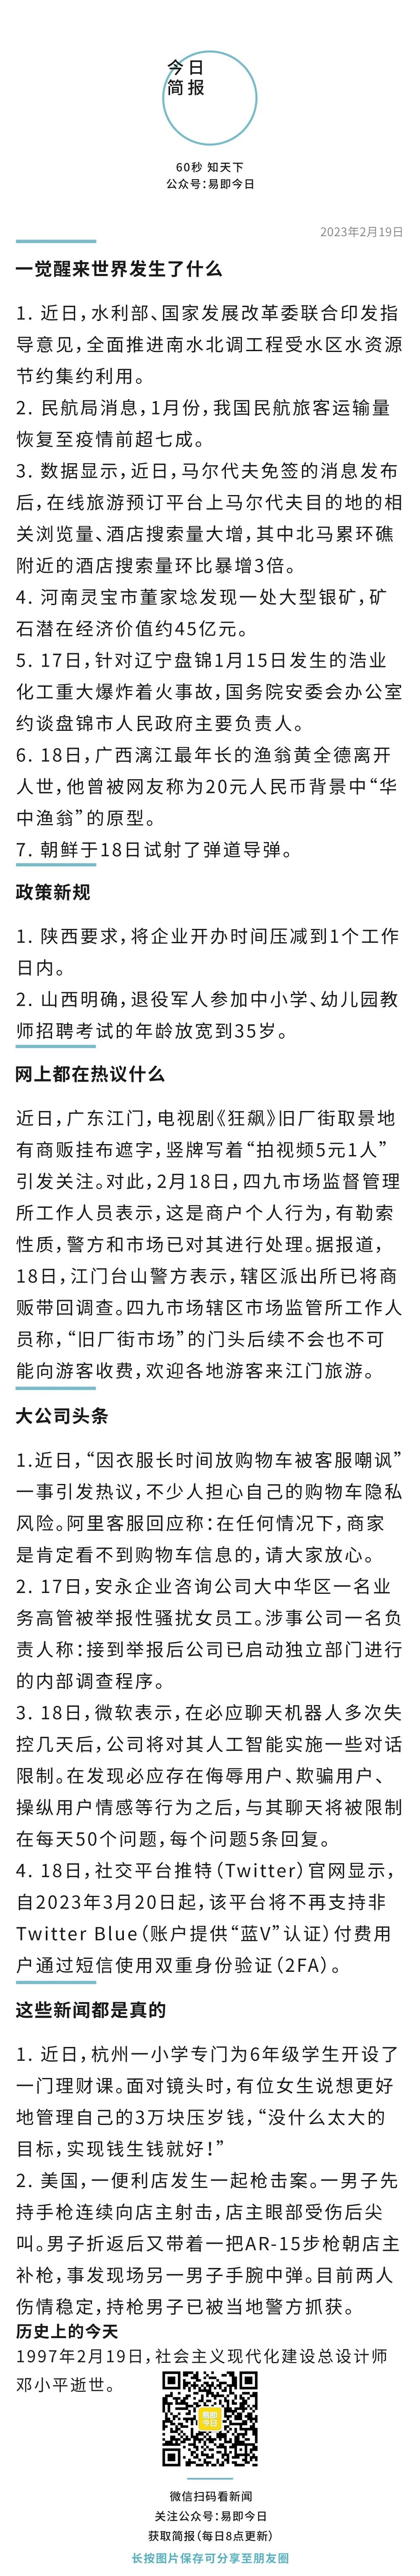 今日
简报
60秒 知天下
公众号：易即今日
2023年2月19日
一觉醒来世界发生了什么
1. 近日，水利部、国家发展改革委联合印发指
导意见，全面推进南水北调工程受水区水资源
节约集约利用。
2. 民航局消息，1月份，我国民航旅客运输量
恢复至疫情前超七成。
3. 数据显示，近日，马尔代夫免签的消息发布
后，在线旅游预订平台上马尔代夫目的地的相
关浏览量、酒店搜索量大增，其中北马累环礁
附近的酒店搜索量环比暴增3倍。
4. 河南灵宝市董家埝发现一处大型银矿，矿
石潜在经济价值约45亿元。
5. 17日，针对辽宁盘锦1月15日发生的浩业
化工重大爆炸着火事故，国务院安委会办公室
约谈盘锦市人民政府主要负责人。
6. 18日，广西漓江最年长的渔翁黄全德离开
人世，他曾被网友称为20元人民币背景中“华
中渔翁”的原型。
7. 朝鲜于18日试射了弹道导弹。
政策新规
1. 陕西要求，将企业开办时间压减到1个工作
日内。
2. 山西明确，退役军人参加中小学、幼儿园教
师招聘考试的年龄放宽到35岁。
网上都在热议什么
近日，广东江门，电视剧《狂飙》旧厂街取景地
有商贩挂布遮字，竖牌写着“拍视频5元1人”
引发关注。对此，2月18日，四九市场监督管理
所工作人员表示，这是商户个人行为，有勒索
性质，警方和市场已对其进行处理。据报道，
18日，江门台山警方表示，辖区派出所已将商
贩带回调查。四九市场辖区市场监管所工作人
员称，“旧厂街市场”的门头后续不会也不可
能向游客收费，欢迎各地游客来江门旅游。
大公司头条
1.近日，“因衣服长时间放购物车被客服嘲讽”
一事引发热议，不少人担心自己的购物车隐私
风险。阿里客服回应称：在任何情况下，商家
是肯定看不到购物车信息的，请大家放心。
2. 17日，安永企业咨询公司大中华区一名业
务高管被举报性骚扰女员工。涉事公司一名负
责人称：接到举报后公司已启动独立部门进行
的内部调查程序。
3. 18日，微软表示，在必应聊天机器人多次失
控几天后，公司将对其人工智能实施一些对话
限制。在发现必应存在侮辱用户、欺骗用户、
操纵用户情感等行为之后，与其聊天将被限制
在每天50个问题，每个问题5条回复。
4. 18日，社交平台推特（Twitter）官网显示，
自2023年3月20日起，该平台将不再支持非
Twitter Blue（账户提供“蓝V”认证）付费用
户通过短信使用双重身份验证（2FA）。
这些新闻都是真的
1. 近日，杭州一小学专门为6年级学生开设了
一门理财课。面对镜头时，有位女生说想更好
地管理自己的3万块压岁钱，“没什么太大的
目标，实现钱生钱就好！”
2. 美国，一便利店发生一起枪击案。一男子先
持手枪连续向店主射击，店主眼部受伤后尖
叫。男子折返后又带着一把AR-15步枪朝店主
补枪，事发现场另一男子手腕中弹。目前两人
伤情稳定，持枪男子已被当地警方抓获。
历史上的今天
1997年2月19日，社会主义现代化建设总设计师
邓小平逝世。
易即
今日
微信扫码看新闻
关注公众号：易即今日
获取简报（每日8点更新）
长按图片保存可分享至朋友圈